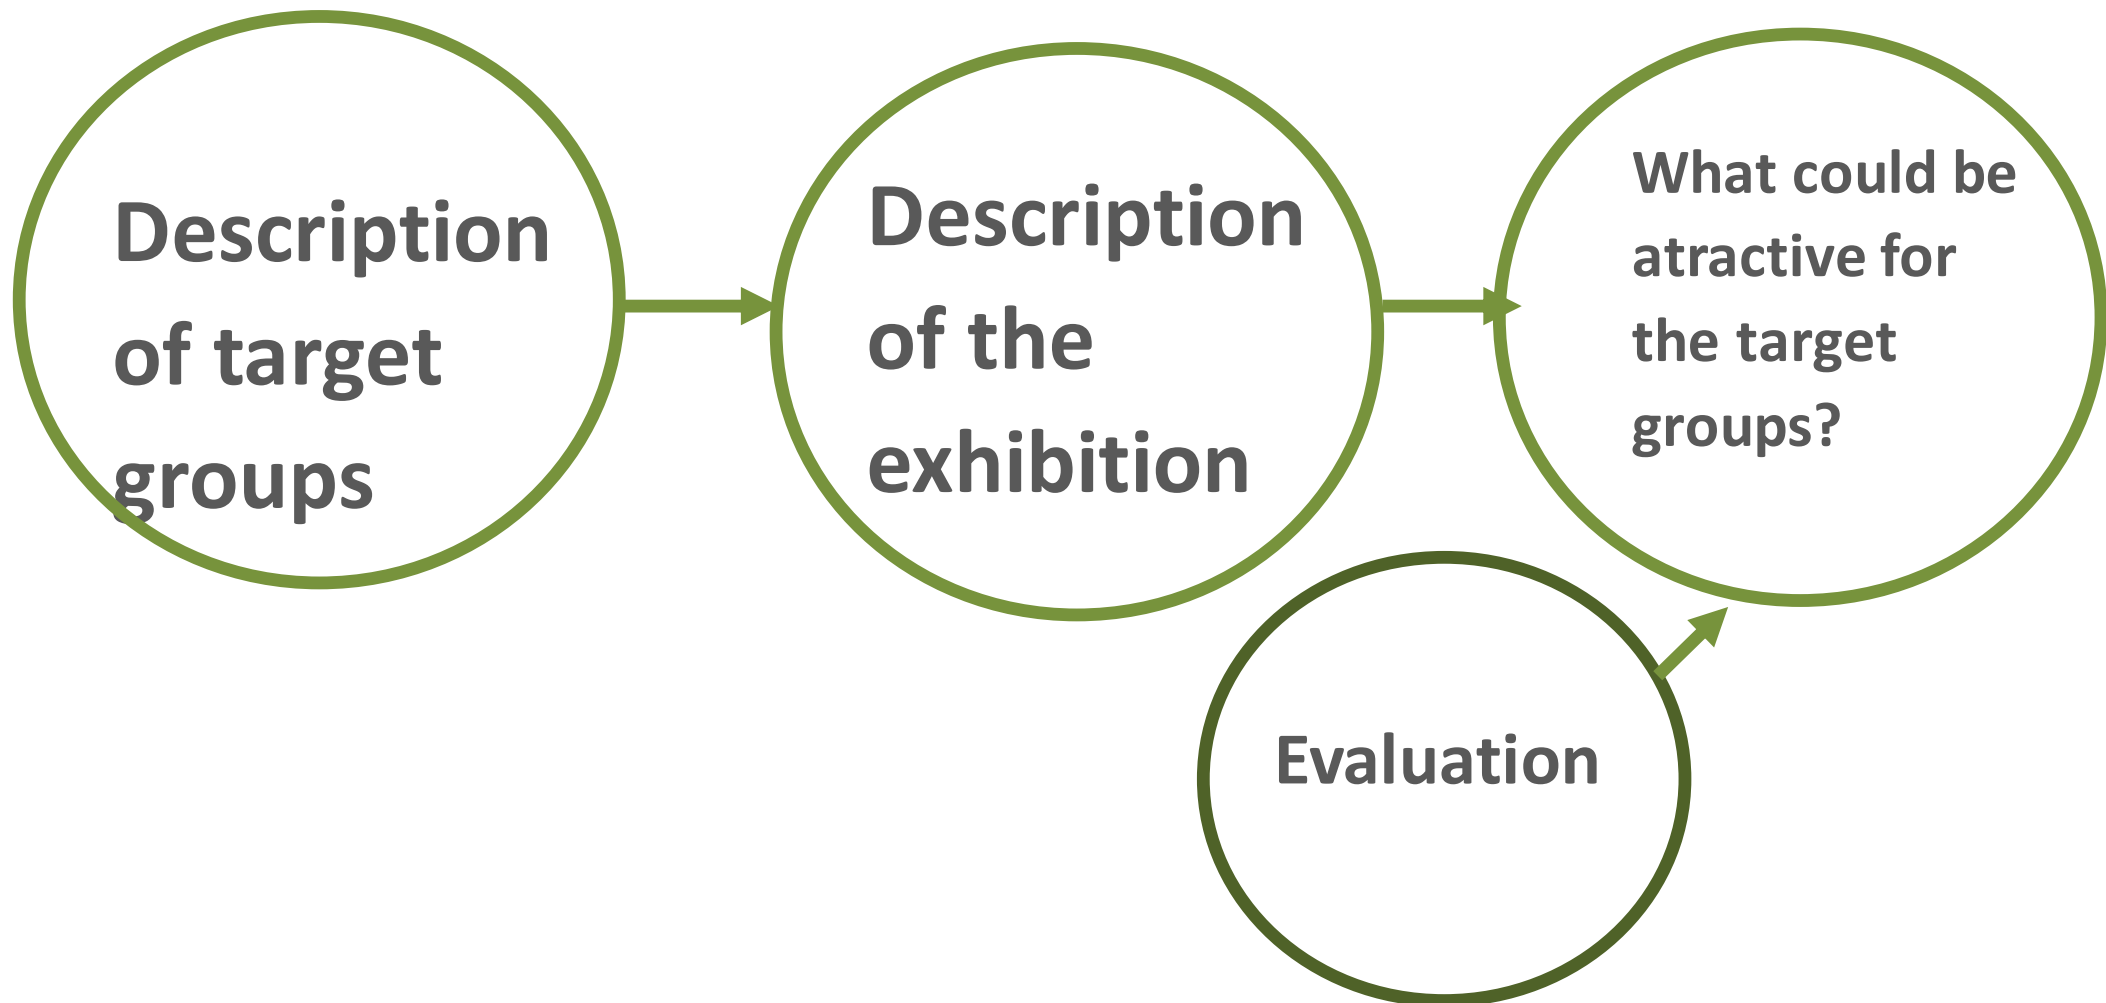 Description
of target
groups
Description
of the
exhibition
What could be
atractive for
the target
groups?
Evaluation